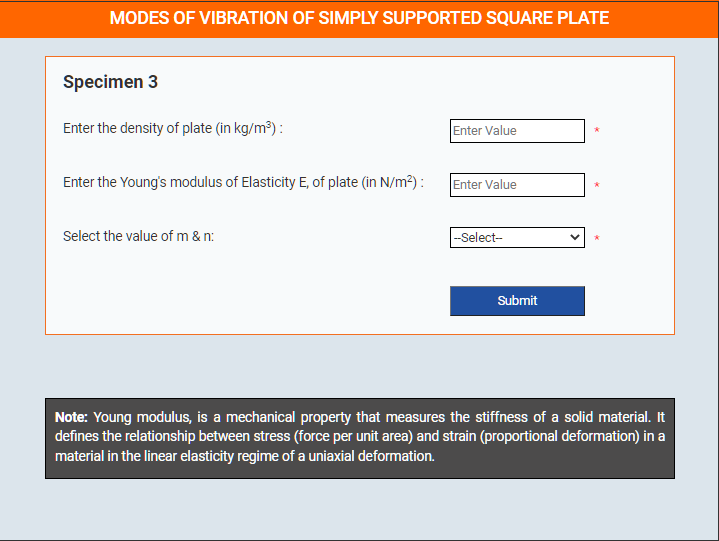 MODES OF VIBRATION OF SIMPLY SUPPORTED SQUARE PLATE
Specimen 3
Enter the density of plate (in kg/m³) : Enter Value *
Enter the Young's modulus of Elasticity E, of plate (in N/m²) : Enter Value *
Select the value of m & n: --Select-- *
Submit
Note: Young modulus, is a mechanical property that measures the stiffness of a solid material. It
defines the relationship between stress (force per unit area) and strain (proportional deformation) in a
material in the linear elasticity regime of a uniaxial deformation.